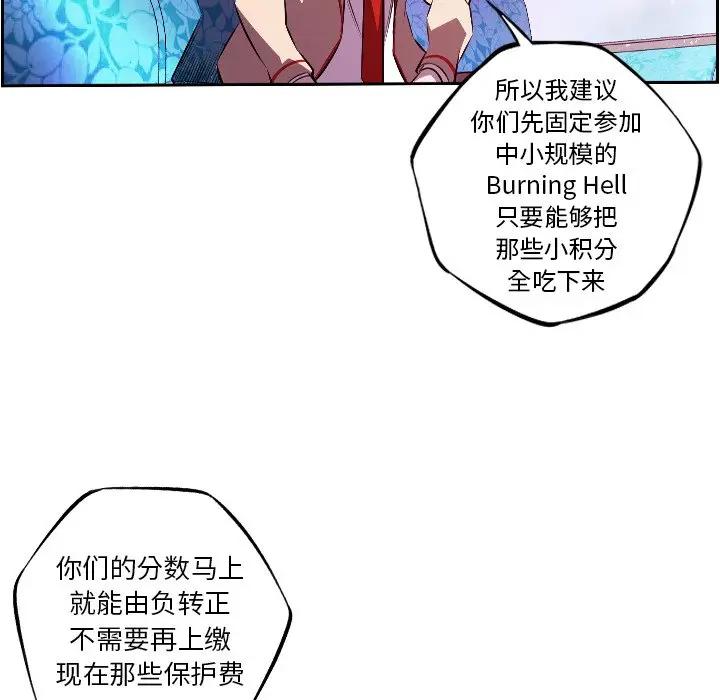 所以我建议
你们先固定参加
中小规模的
Burning Hell
只要能够把
那些小积分
全吃下来
你们的分数马上
就能由负转正
不需要再上缴
现在那些保护费